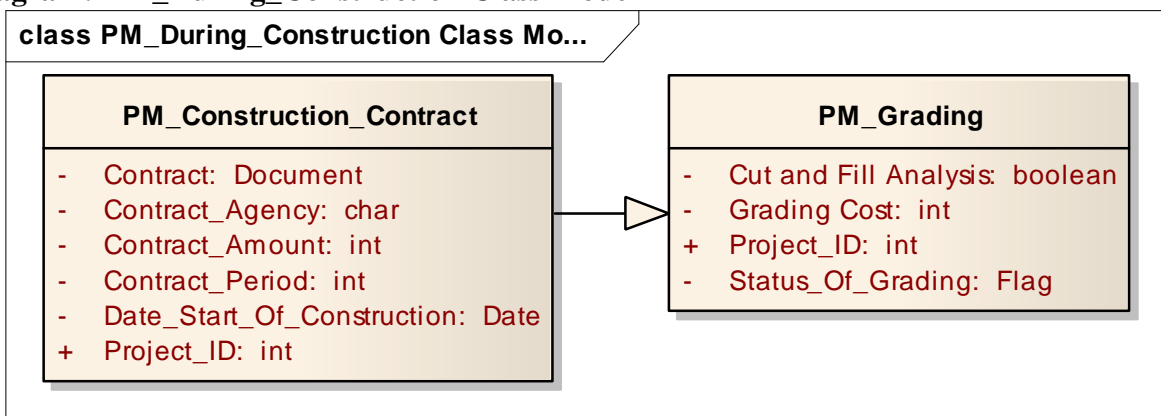 class PM_During_Construction Class Mo...
PM_Construction_Contract
- Contract: Document
- Contract_Agency: char
- Contract_Amount: int
- Contract_Period: int
- Date_Start_Of_Construction: Date
+ Project_ID: int
PM_Grading
- Cut and Fill Analysis: boolean
- Grading Cost: int
+ Project_ID: int
- Status_Of_Grading: Flag